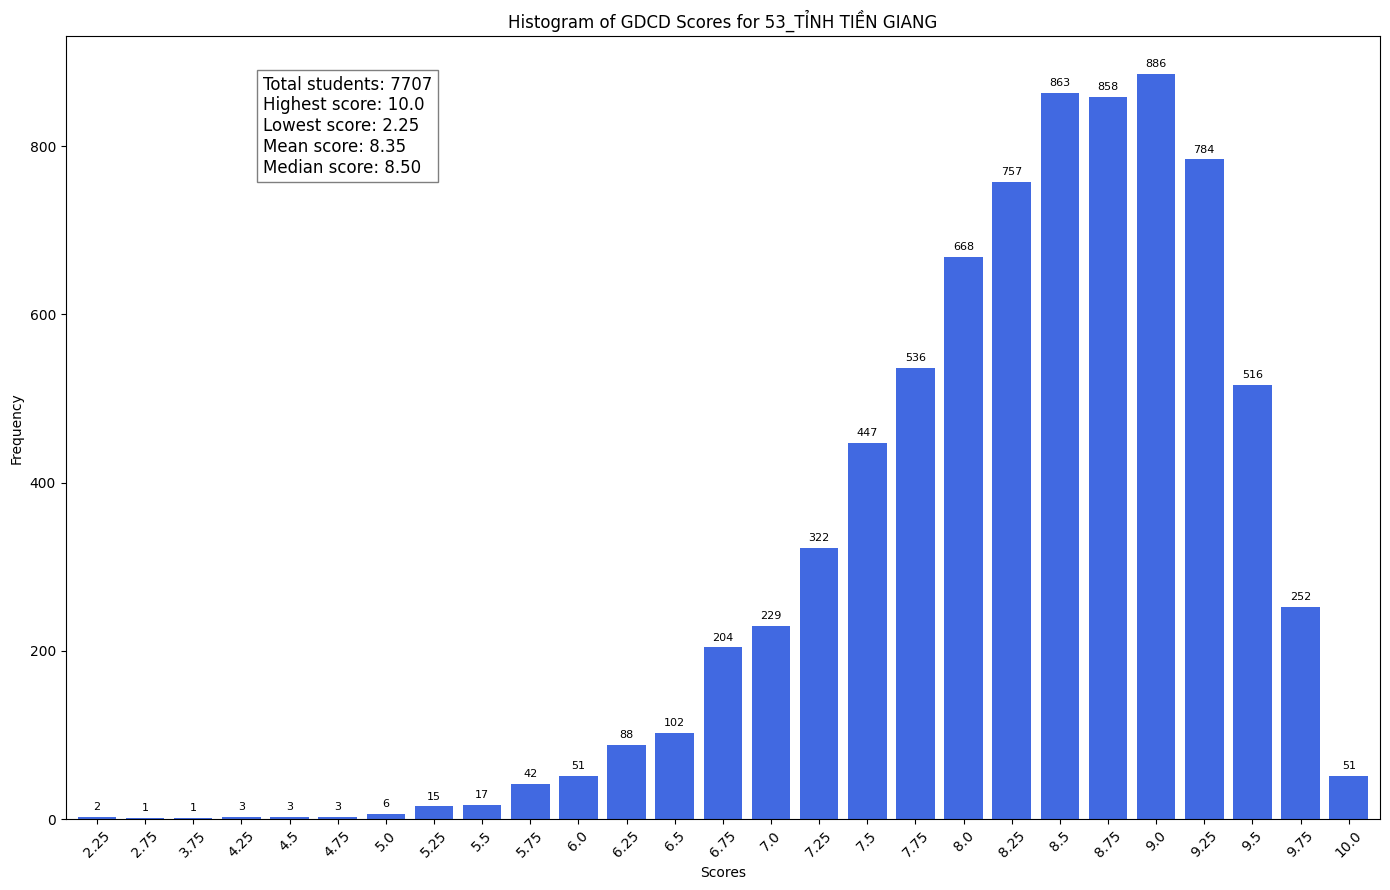 Histogram of GDCD Scores for 53_TỈNH TIỀN GIANG
Total students: 7707
Highest score: 10.0
Lowest score: 2.25
Mean score: 8.35
Median score: 8.50
Frequency
800
600
400
200
0
2 1 1 3 3 3 6 15 17 42 51 88 102 204 229 322 447 536 668 757 863 858 886 784 516 252 51
2.25 2.75 3.75 4.25 4.5 4.75 5.0 5.25 5.5 5.75 6.0 6.25 6.5 6.75 7.0 7.25 7.5 7.75 8.0 8.25 8.5 8.75 9.0 9.25 9.5 9.75 10.0
Scores